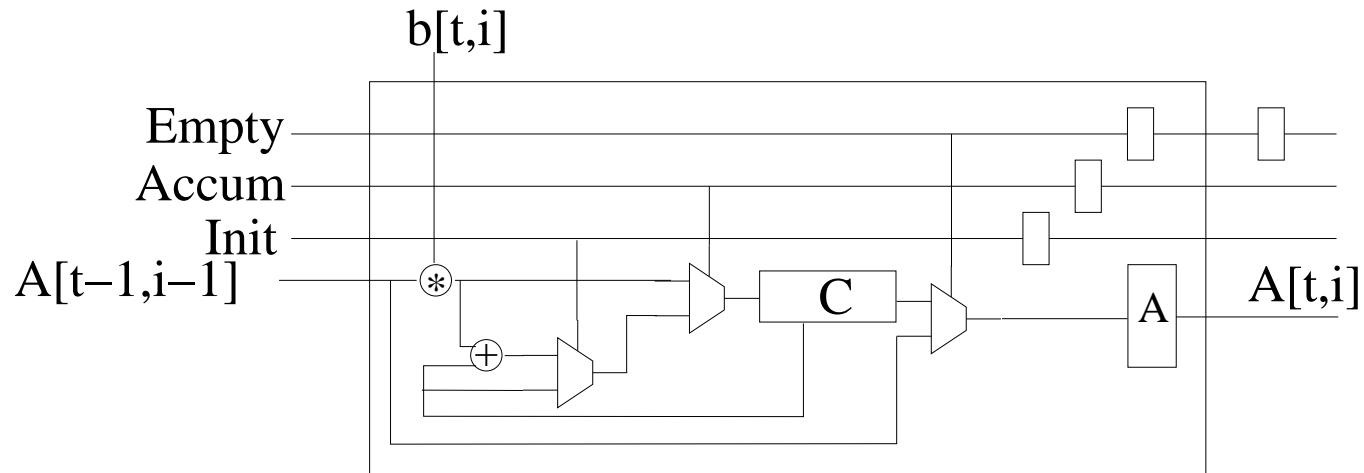 b[t,i]
Empty
Accum
Init
A[t−1,i−1]
*
C
A
A[t,i]
+